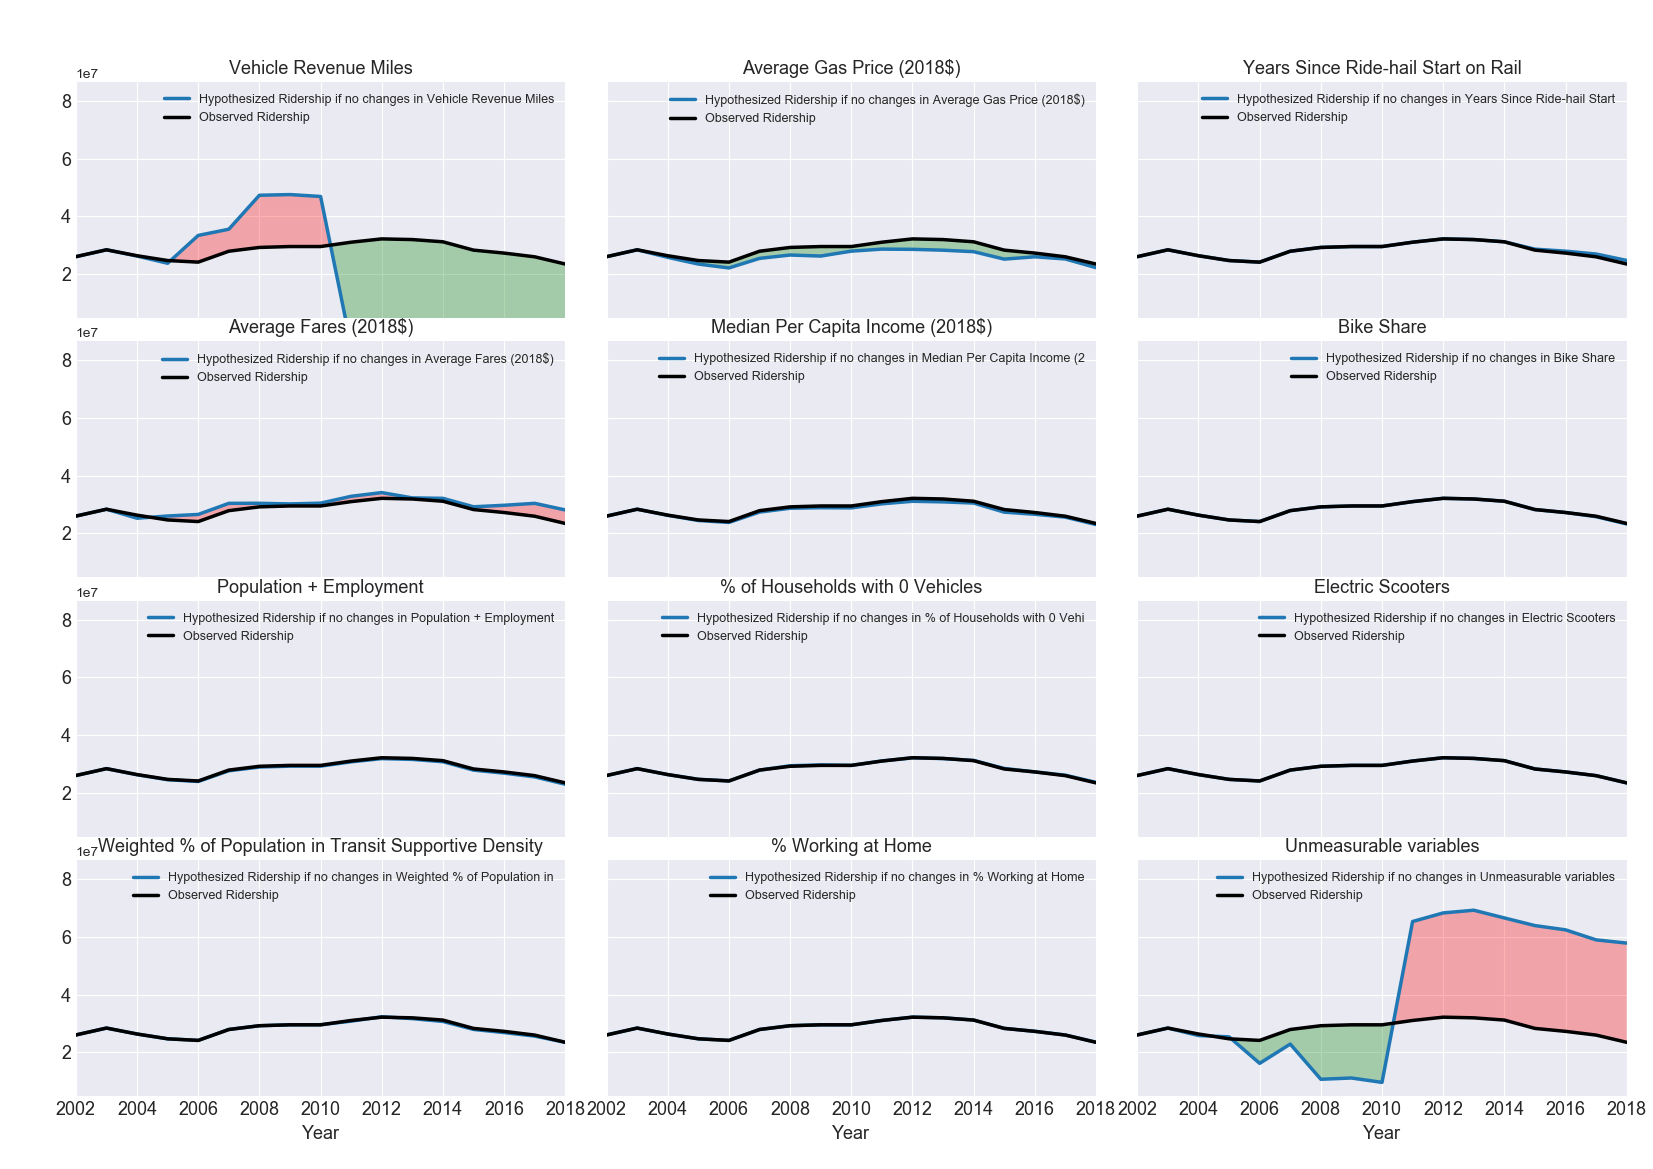 Vehicle Revenue Miles
1e7
Hypothesized Ridership if no changes in Vehicle Revenue Miles
Observed Ridership
8
6
4
2
Average Gas Price (2018$)
Hypothesized Ridership if no changes in Average Gas Price (2018$)
Observed Ridership
Years Since Ride-hail Start on Rail
Hypothesized Ridership if no changes in Years Since Ride-hail Start
Observed Ridership
Average Fares (2018$)
1e7
Hypothesized Ridership if no changes in Average Fares (2018$)
Observed Ridership
8
6
4
2
Median Per Capita Income (2018$)
Hypothesized Ridership if no changes in Median Per Capita Income (2
Observed Ridership
Bike Share
Hypothesized Ridership if no changes in Bike Share
Observed Ridership
Population + Employment
1e7
Hypothesized Ridership if no changes in Population + Employment
Observed Ridership
8
6
4
2
% of Households with 0 Vehicles
Hypothesized Ridership if no changes in % of Households with 0 Vehi
Observed Ridership
Electric Scooters
Hypothesized Ridership if no changes in Electric Scooters
Observed Ridership
Weighted % of Population in Transit Supportive Density
1e7
Hypothesized Ridership if no changes in Weighted % of Population in
Observed Ridership
8
6
4
2
2002 2004 2006 2008 2010 2012 2014 2016 2018
Year
% Working at Home
Hypothesized Ridership if no changes in % Working at Home
Observed Ridership
2002 2004 2006 2008 2010 2012 2014 2016 2018
Year
Unmeasurable variables
Hypothesized Ridership if no changes in Unmeasurable variables
Observed Ridership
2002 2004 2006 2008 2010 2012 2014 2016 2018
Year